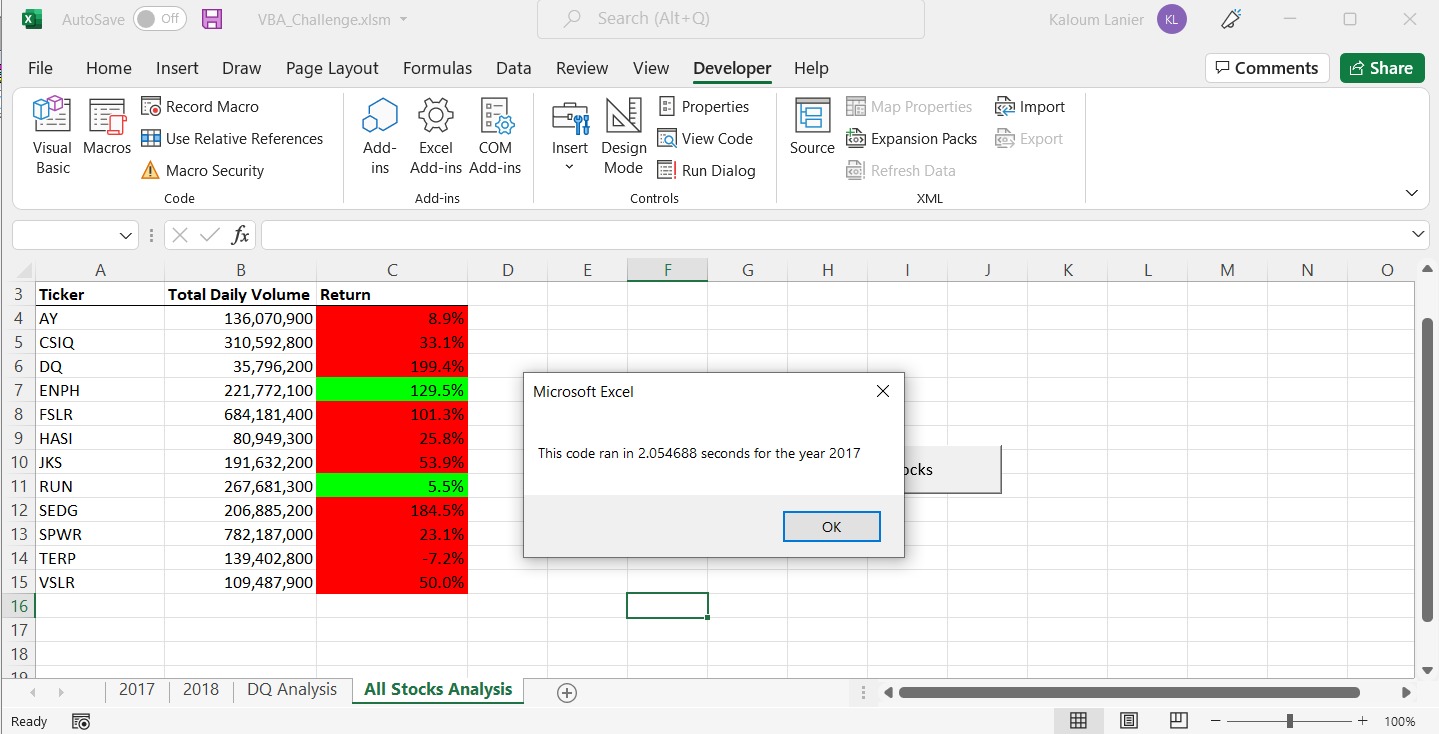 AutoSave Off VBA_Challenge.xlsm Search (Alt+Q) Kaloum Lanier KL
File Home Insert Draw Page Layout Formulas Data Review View Developer Help Comments Share
Visual Basic
Macros
Record Macro
Use Relative References
Macro Security
Code
Add-ins
Excel Add-ins
COM Add-ins
Add-ins
Insert
Design Mode
Properties
View Code
Run Dialog
Controls
Source
Map Properties
Expansion Packs
Refresh Data
Import
Export
XML
fx
A B C D E F G H I J K L M N O
3 Ticker Total Daily Volume Return
4 AY 136,070,900 8.9%
5 CSIQ 310,592,800 33.1%
6 DQ 35,796,200 199.4%
7 ENPH 221,772,100 129.5%
8 FSLR 684,181,400 101.3%
9 HASI 80,949,300 25.8%
10 JKS 191,632,200 53.9%
11 RUN 267,681,300 5.5%
12 SEDG 206,885,200 184.5%
13 SPWR 782,187,000 23.1%
14 TERP 139,402,800 -7.2%
15 VSLR 109,487,900 50.0%
16
17
18
19
Microsoft Excel
This code ran in 2.054688 seconds for the year 2017
OK
ocks
2017 2018 DQ Analysis All Stocks Analysis
Ready 100%